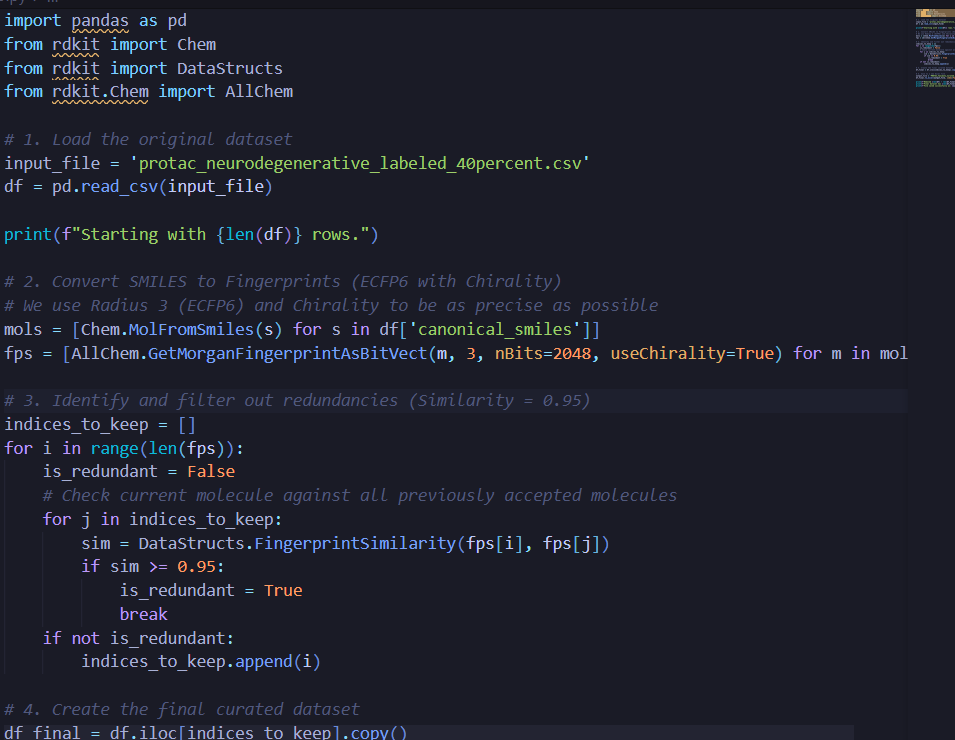 import pandas as pd
from rdkit import Chem
from rdkit import DataStructs
from rdkit.Chem import AllChem
# 1. Load the original dataset
input_file = 'protac_neurodegenerative_labeled_40percent.csv'
df = pd.read_csv(input_file)
print(f"Starting with {len(df)} rows.")
# 2. Convert SMILES to Fingerprints (ECFP6 with Chirality)
# We use Radius 3 (ECFP6) and Chirality to be as precise as possible
mols = [Chem.MolFromSmiles(s) for s in df['canonical_smiles']]
fps = [AllChem.GetMorganFingerprintAsBitVect(m, 3, nBits=2048, useChirality=True) for m in mol
# 3. Identify and filter out redundancies (Similarity = 0.95)
indices_to_keep = []
for i in range(len(fps)):
    is_redundant = False
    # Check current molecule against all previously accepted molecules
    for j in indices_to_keep:
        sim = DataStructs.FingerprintSimilarity(fps[i], fps[j])
        if sim >= 0.95:
            is_redundant = True
            break
    if not is_redundant:
        indices_to_keep.append(i)
# 4. Create the final curated dataset
df_final = df.iloc[indices_to_keep].copy()